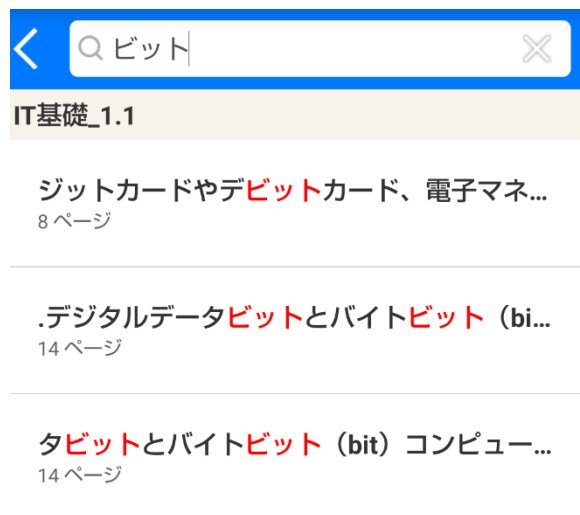 ビット
IT基礎_1.1
ジットカードやデビットカード、電子マネ...
8 ページ
.デジタルデータビットとバイトビット（bi...
14 ページ
タビットとバイトビット（bit）コンピュー...
14 ページ